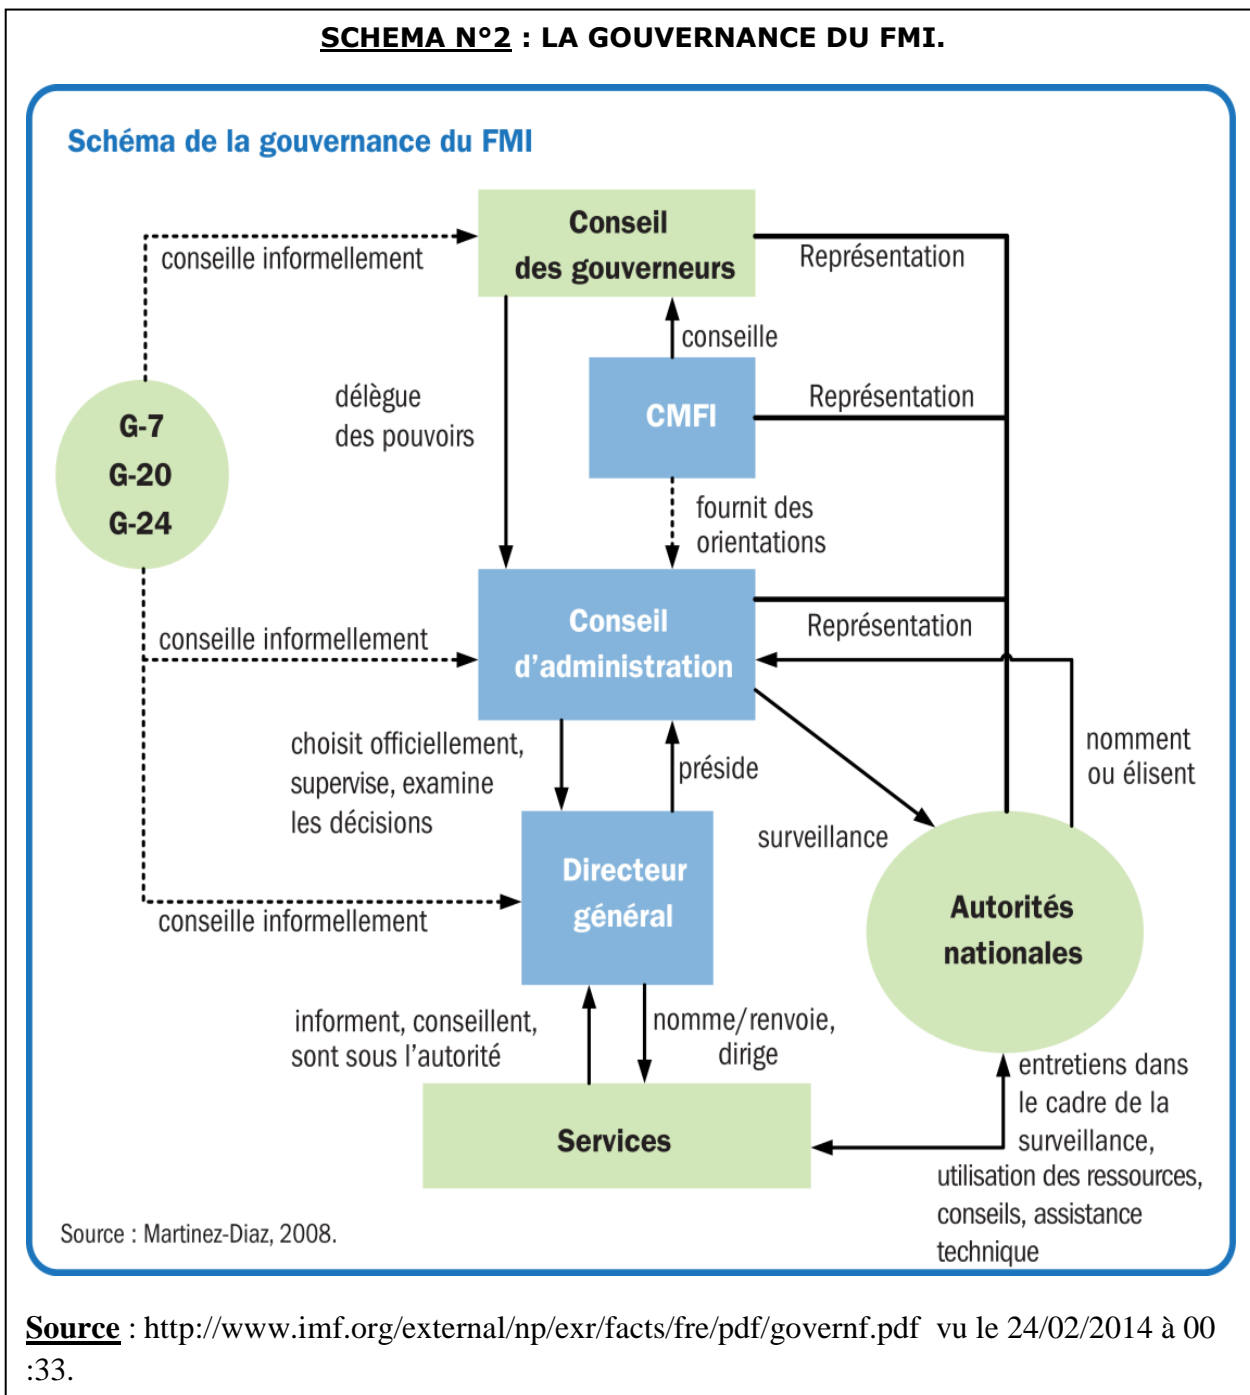 SCHEMA N°2 : LA GOUVERNANCE DU FMI.
Schéma de la gouvernance du FMI
Conseil
des gouverneurs
conseille informellement
Représentation
conseille
délègue
des pouvoirs
CMFI
Représentation
G-7
G-20
G-24
fournit des
orientations
Conseil
d'administration
conseille informellement
Représentation
choisit officiellement,
supervise, examine
les décisions
préside
nomment
ou élisent
surveillance
Directeur
général
conseille informellement
Autorités
nationales
informent, conseillent,
sont sous l'autorité
nomme/renvoie,
dirige
Services
entretiens dans
le cadre de la
surveillance,
utilisation des ressources,
conseils, assistance
technique
Source : Martinez-Diaz, 2008.
Source : http://www.imf.org/external/np/exr/facts/fre/pdf/governf.pdf vu le 24/02/2014 à 00
:33.